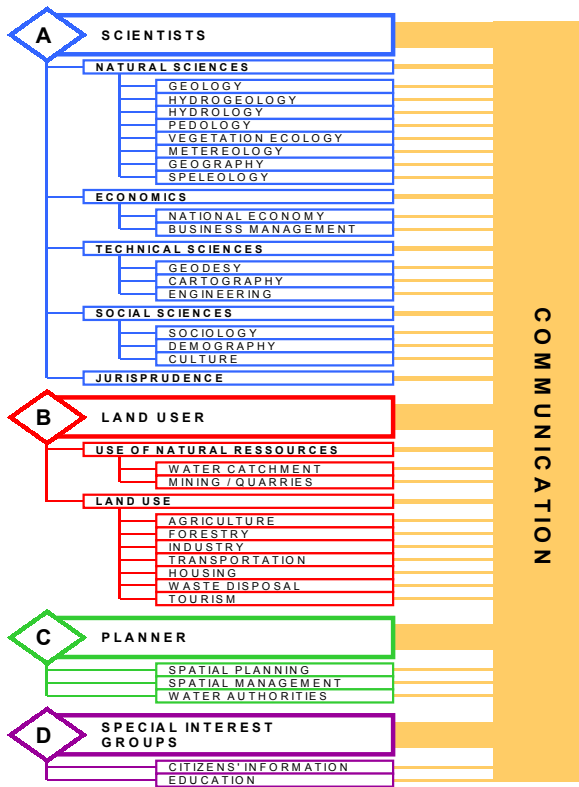 A SCIENTISTS
NATURAL SCIENCES
GEOLOGY
HYDROGEOLOGY
HYDROLOGY
PEDOLOGY
VEGETATION ECOLOGY
METEREOLOGY
GEOGRAPHY
SPELEOLOGY
ECONOMICS
NATIONAL ECONOMY
BUSINESS MANAGEMENT
TECHNICAL SCIENCES
GEODESY
CARTOGRAPHY
ENGINEERING
SOCIAL SCIENCES
SOCIOLOGY
DEMOGRAPHY
CULTURE
JURISPRUDENCE
B LAND USER
USE OF NATURAL RESSOURCES
WATER CATCHMENT
MINING / QUARRIES
LAND USE
AGRICULTURE
FORESTRY
INDUSTRY
TRANSPORTATION
HOUSING
WASTE DISPOSAL
TOURISM
C PLANNER
SPATIAL PLANNING
SPATIAL MANAGEMENT
WATER AUTHORITIES
D SPECIAL INTEREST
GROUPS
CITIZENS' INFORMATION
EDUCATION
COMMUNICATION